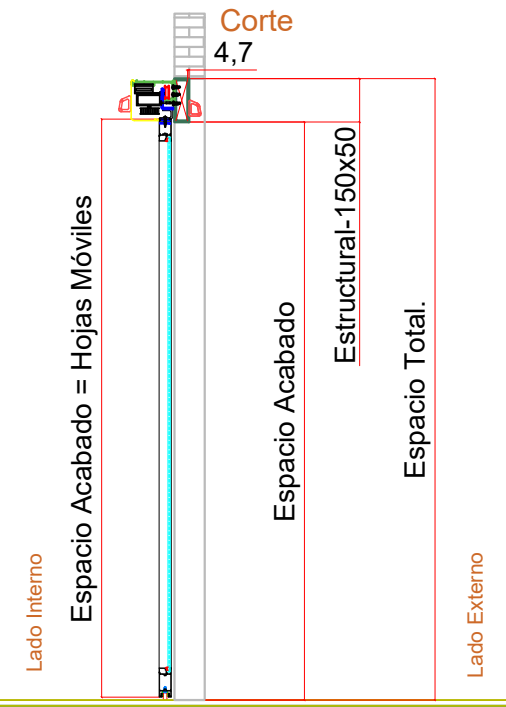 Corte
4,7
Espacio Acabado = Hojas Móviles
Espacio Acabado
Estructural-150x50
Espacio Total.
Lado Interno
Lado Externo